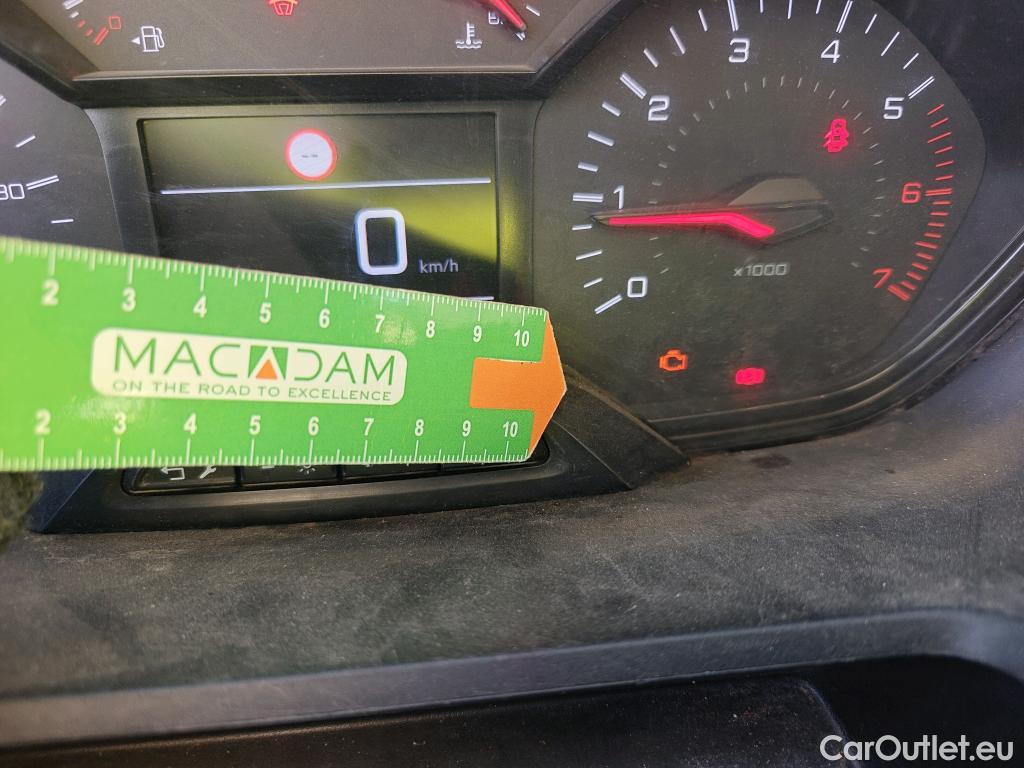 3 4
2 5
30
1 6
0
km/h
0 x1000 7
2 3 4 5 6 7 8 9 10
MACADAM
ON THE ROAD TO EXCELLENCE
2 3 4 5 6 7 8 9 10
CarOutlet.eu